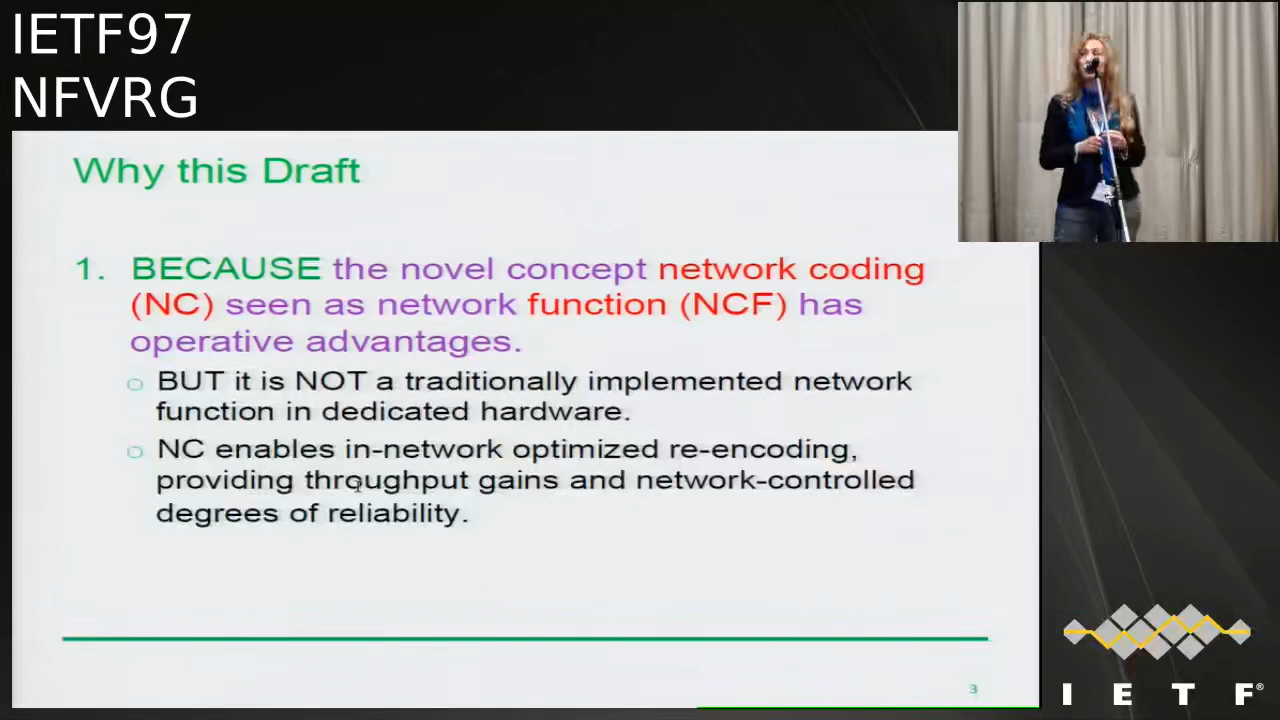 IETF97
NFVRG
Why this Draft
1. BECAUSE the novel concept network coding
(NC) seen as network function (NCF) has
operative advantages.
BUT it is NOT a traditionally implemented network
function in dedicated hardware.
NC enables in-network optimized re-encoding,
providing throughput gains and network-controlled
degrees of reliability.
3
I E T F®